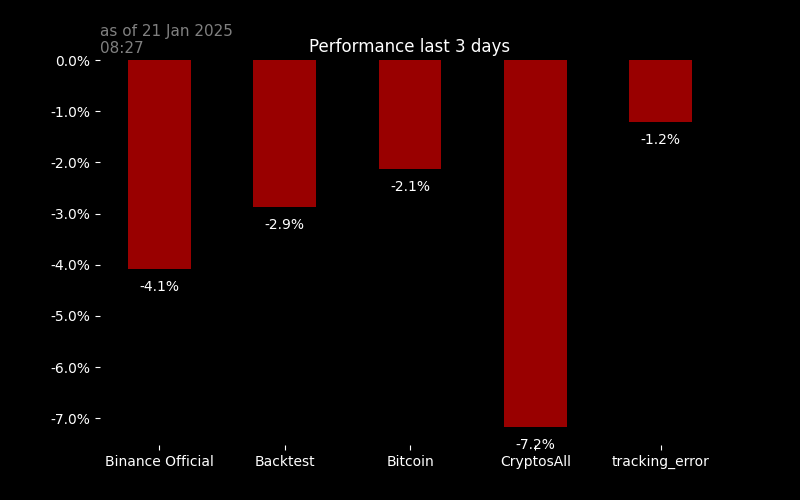 as of 21 Jan 2025
08:27
Performance last 3 days
0.0%
-1.0%
-2.0%
-3.0%
-4.0%
-5.0%
-6.0%
-7.0%
-4.1%
-2.9%
-2.1%
-7.2%
-1.2%
Binance Official
Backtest
Bitcoin
CryptosAll
tracking_error